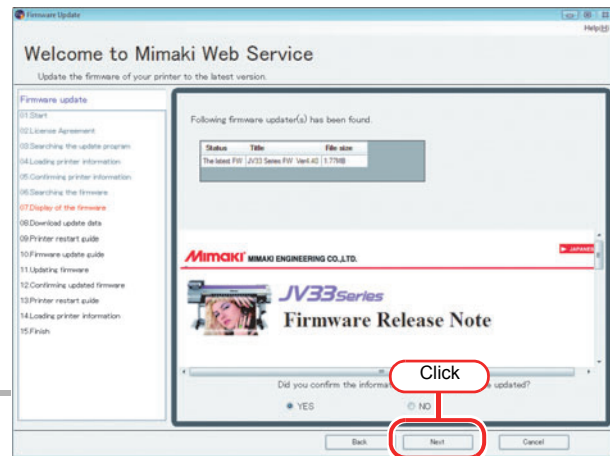 Firmware Update
Help(H)
Welcome to Mimaki Web Service
Update the firmware of your printer to the latest version.
Firmware update
01.Start
02.License Agreement
03.Searching the update program
04.Loading printer information
05.Confirming printer information
06.Searching the firmware
07.Display of the firmware
08.Download update data
09.Printer restart guide
10.Firmware update guide
11.Updating firmware
12.Confirming updated firmware
13.Printer restart guide
14.Loading printer information
15.Finish
Following firmware updater(s) has been found.
Status Title File size
The latest FW JV33 Series FW Ver4.40 1.77MB
Mimaki MIMAKI ENGINEERING CO.,LTD.
JAPANES
JV33Series
Firmware Release Note
Click
Did you confirm the informa updated?
YES NO
Back Next Cancel